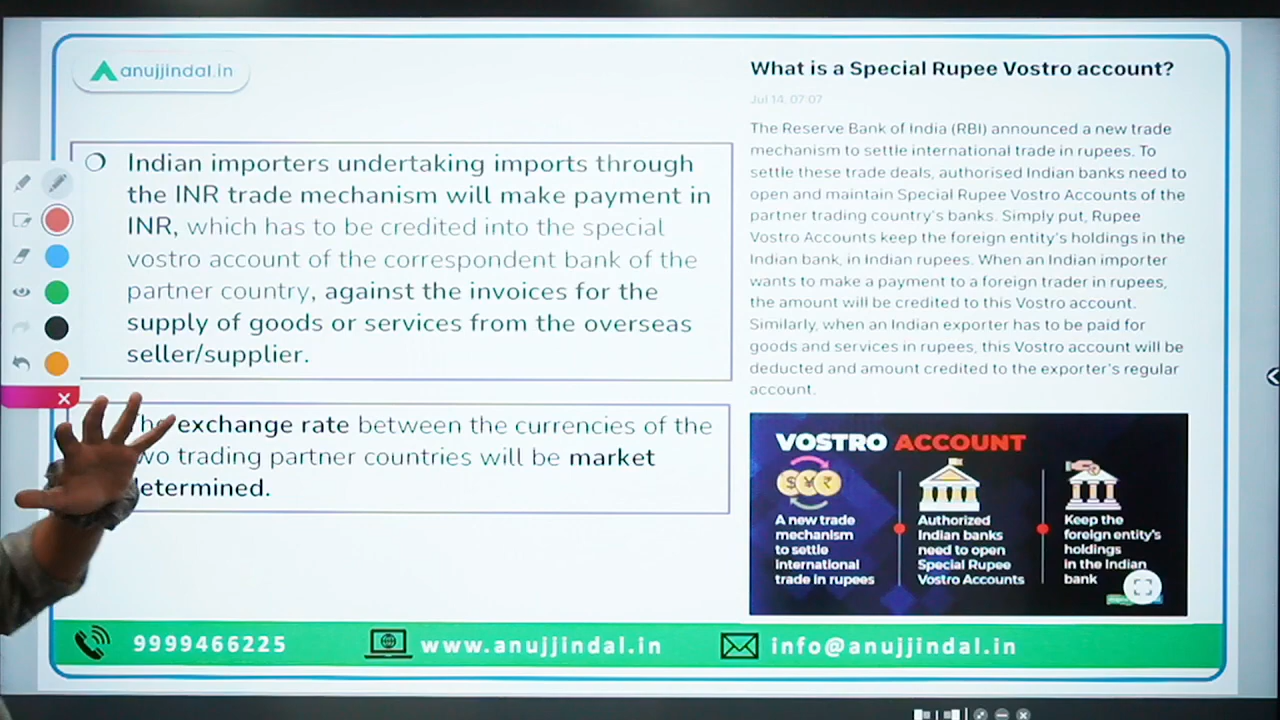 anujjindal.in
Indian importers undertaking imports through
the INR trade mechanism will make payment in
INR, which has to be credited into the special
vostro account of the correspondent bank of the
partner country, against the invoices for the
supply of goods or services from the overseas
seller/supplier.
exchange rate between the currencies of the
trading partner countries will be market
What is a Special Rupee Vostro account?
Jul 14, 07:07
The Reserve Bank of India (RBI) announced a new trade
mechanism to settle international trade in rupees. To
settle these trade deals, authorised Indian banks need to
open and maintain Special Rupee Vostro Accounts of the
partner trading country's banks. Simply put, Rupee
Vostro Accounts keep the foreign entity's holdings in the
Indian bank, in Indian rupees. When an Indian importer
wants to make a payment to a foreign trader in rupees,
the amount will be credited to this Vostro account.
Similarly, when an Indian exporter has to be paid for
goods and services in rupees, this Vostro account will be
deducted and amount credited to the exporter's regular
account.
VOSTRO ACCOUNT
$ ¥ ₹
A new trade
mechanism
to settle
international
trade in rupees
Authorized
Indian banks
need to open
Special Rupee
Vostro Accounts
Keep the
foreign entity's
holdings
in the Indian
bank
9999466225
www.anujjindal.in
info@anujjindal.in